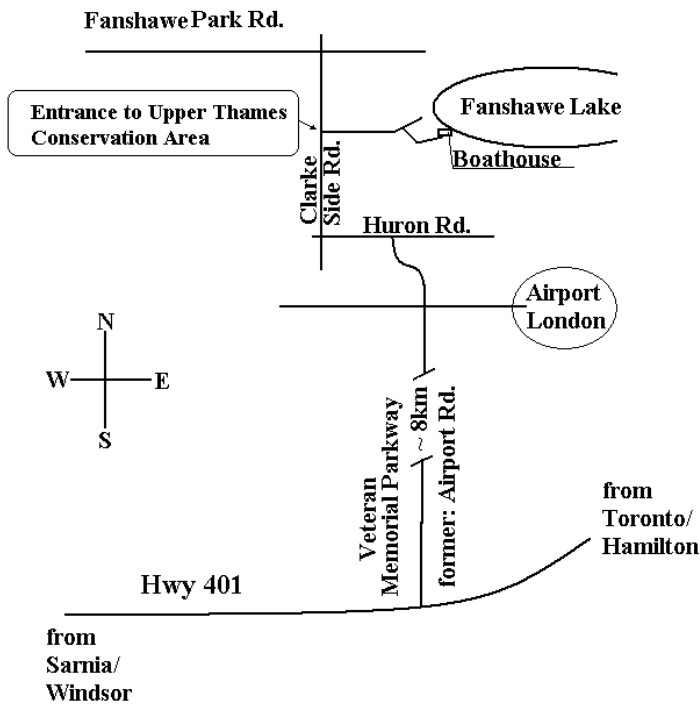 Fanshawe Park Rd.
Entrance to Upper Thames
Conservation Area
Fanshawe Lake
Boathouse
Clarke
Side Rd.
Huron Rd.
Airport
London
N
W
E
S
Veteran
Memorial Parkway
~ 8km
former: Airport Rd.
from
Toronto/
Hamilton
Hwy 401
from
Sarnia/
Windsor